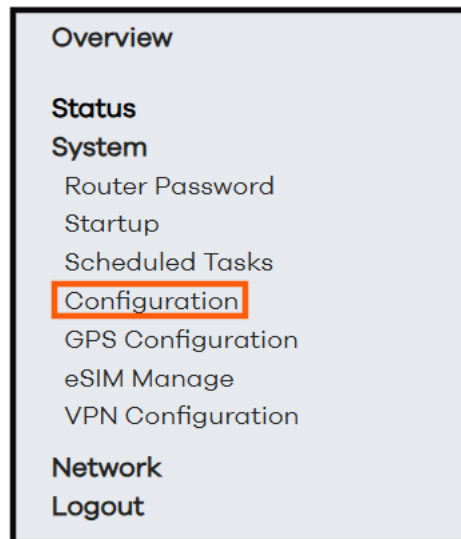 Overview
Status
System
Router Password
Startup
Scheduled Tasks
Configuration
GPS Configuration
eSIM Manage
VPN Configuration
Network
Logout